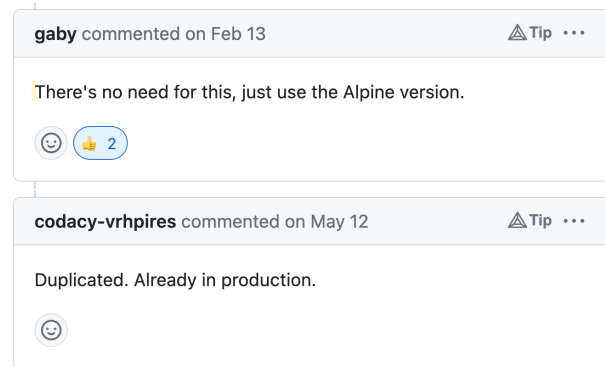 gaby commented on Feb 13 Tip
There's no need for this, just use the Alpine version.
👍 2
codacy-vrhpires commented on May 12 Tip
Duplicated. Already in production.